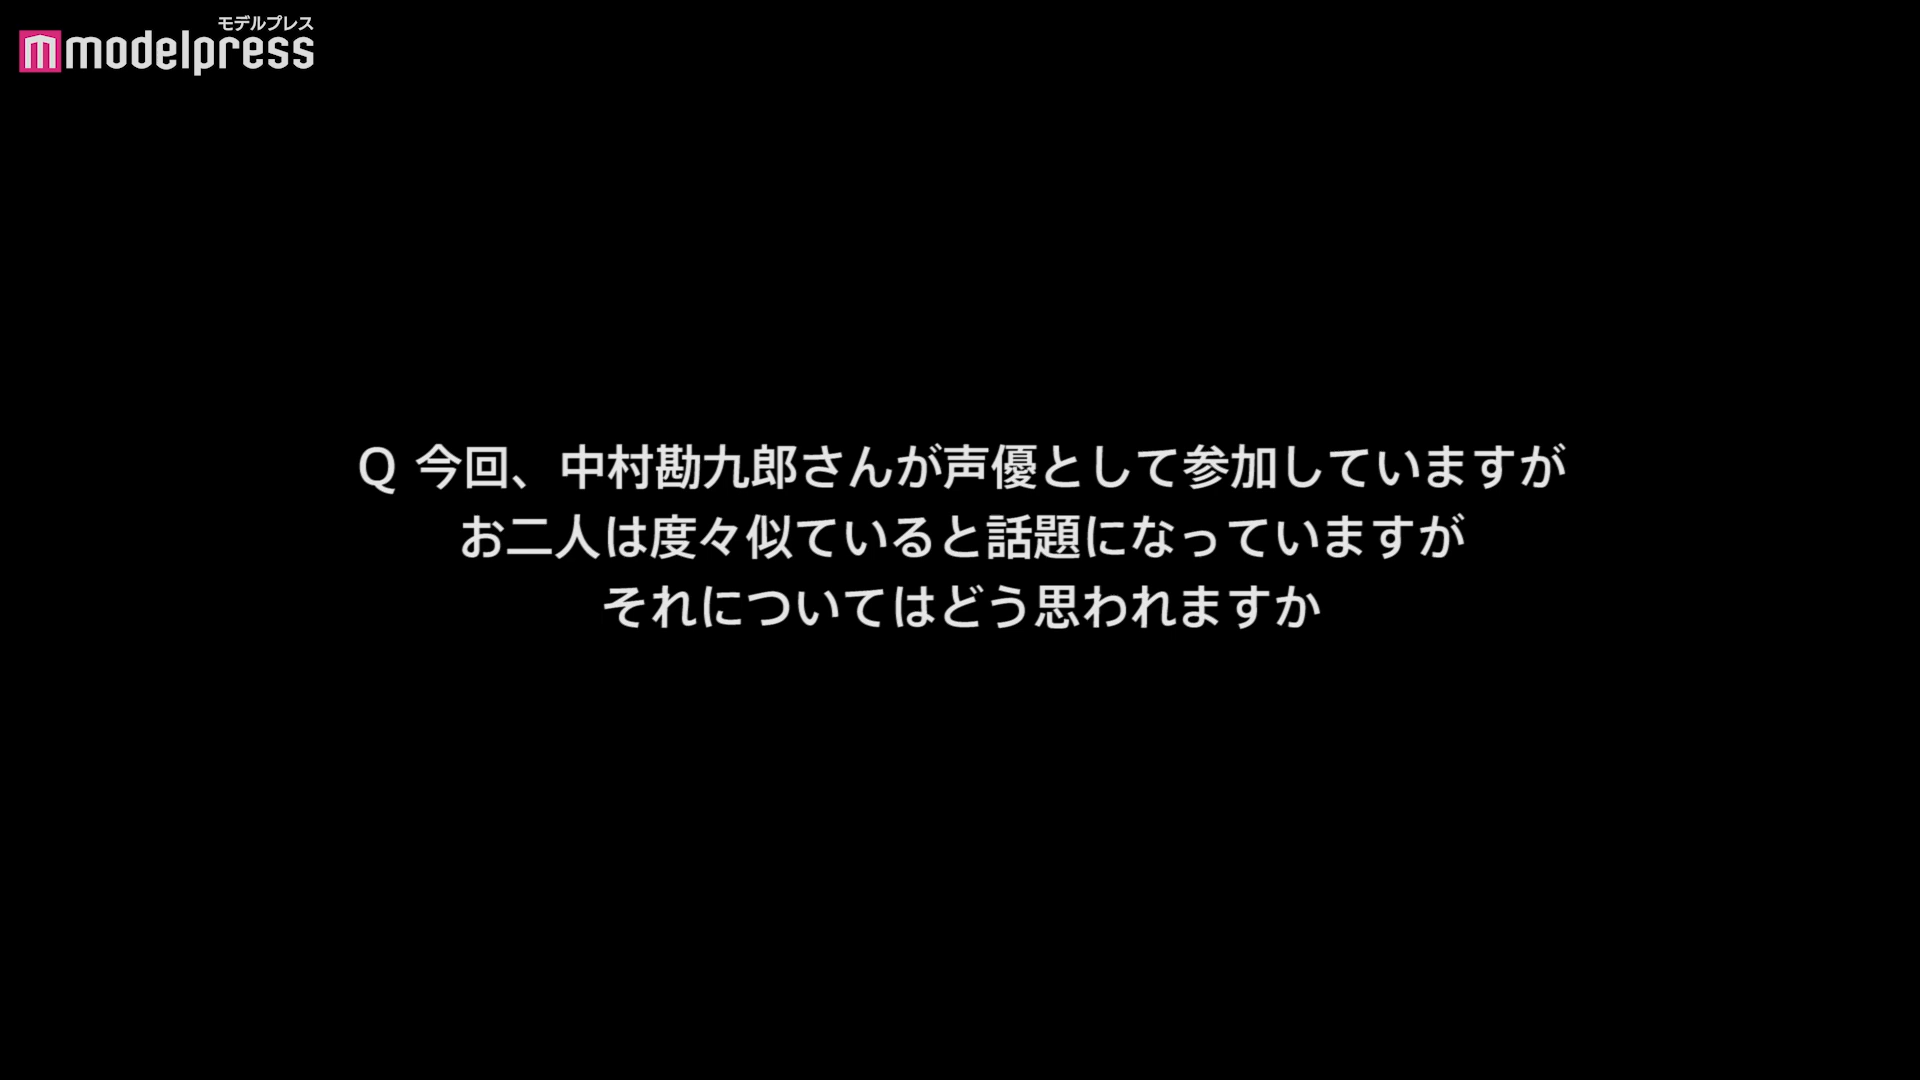 モデルプレス
modelpress
Q 今回、中村勘九郎さんが声優として参加していますが
お二人は度々似ていると話題になっていますが
それについてはどう思われますか